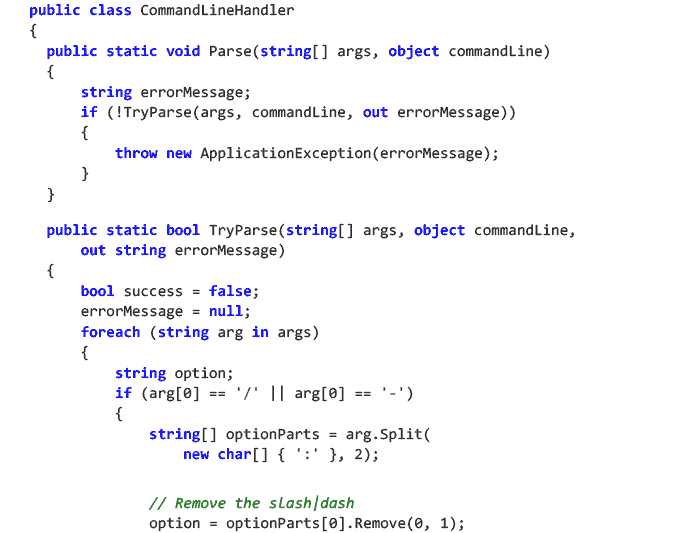 public class CommandLineHandler
{
  public static void Parse(string[] args, object commandLine)
  {
      string errorMessage;
      if (!TryParse(args, commandLine, out errorMessage))
      {
          throw new ApplicationException(errorMessage);
      }
  }
  public static bool TryParse(string[] args, object commandLine,
      out string errorMessage)
  {
      bool success = false;
      errorMessage = null;
      foreach (string arg in args)
      {
          string option;
          if (arg[0] == '/' || arg[0] == '-')
          {
              string[] optionParts = arg.Split(
                  new char[] { ':' }, 2);
              // Remove the slash|dash
              option = optionParts[0].Remove(0, 1);